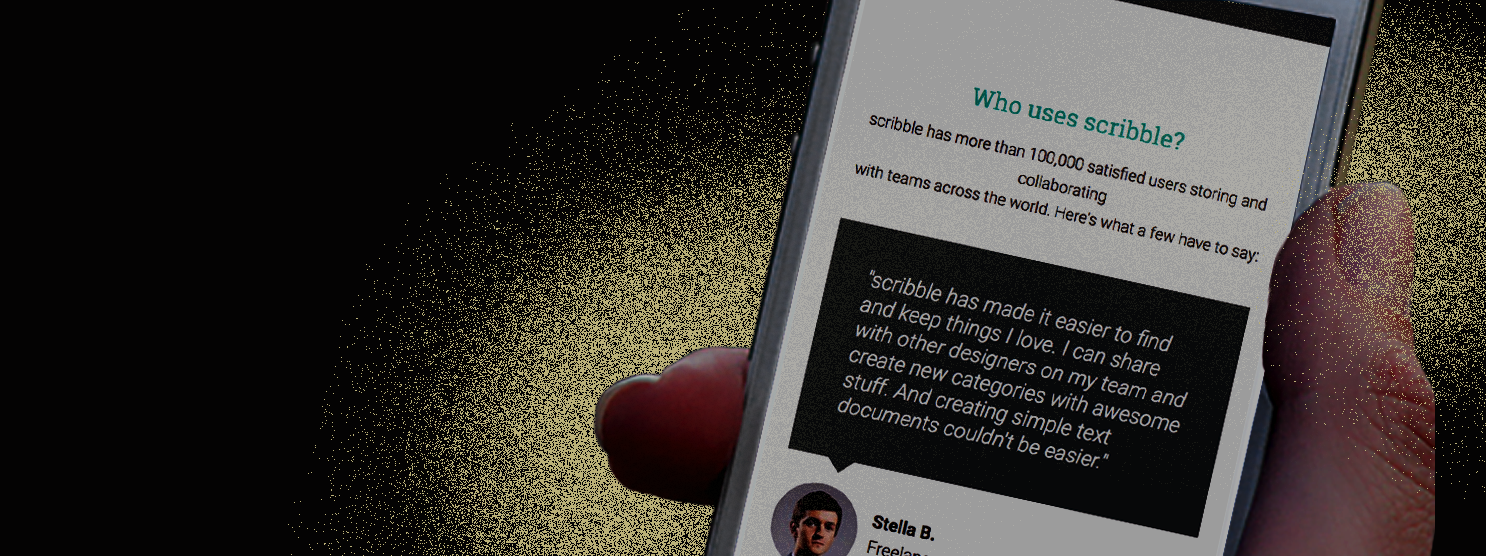 Who uses scribble?
scribble has more than 100,000 satisfied users storing and
collaborating
with teams across the world. Here's what a few have to say:
"scribble has made it easier to find
and keep things I love. I can share
with other designers on my team and
create new categories with awesome
stuff. And creating simple text
documents couldn't be easier."
Stella B.